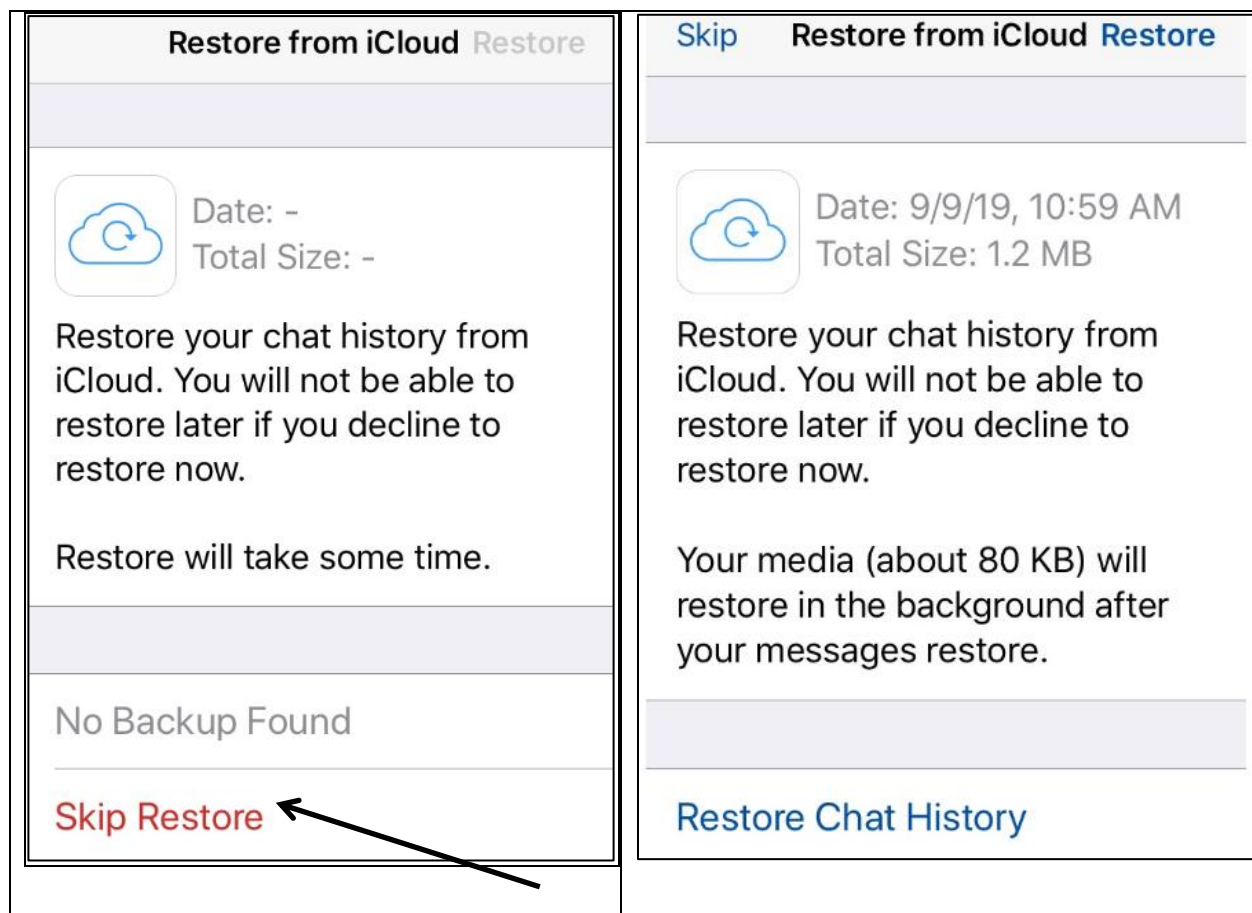 Restore from iCloud Restore
Date: -
Total Size: -
Restore your chat history from
iCloud. You will not be able to
restore later if you decline to
restore now.
Restore will take some time.
No Backup Found
Skip Restore
Skip Restore from iCloud Restore
Date: 9/9/19, 10:59 AM
Total Size: 1.2 MB
Restore your chat history from
iCloud. You will not be able to
restore later if you decline to
restore now.
Your media (about 80 KB) will
restore in the background after
your messages restore.
Restore Chat History